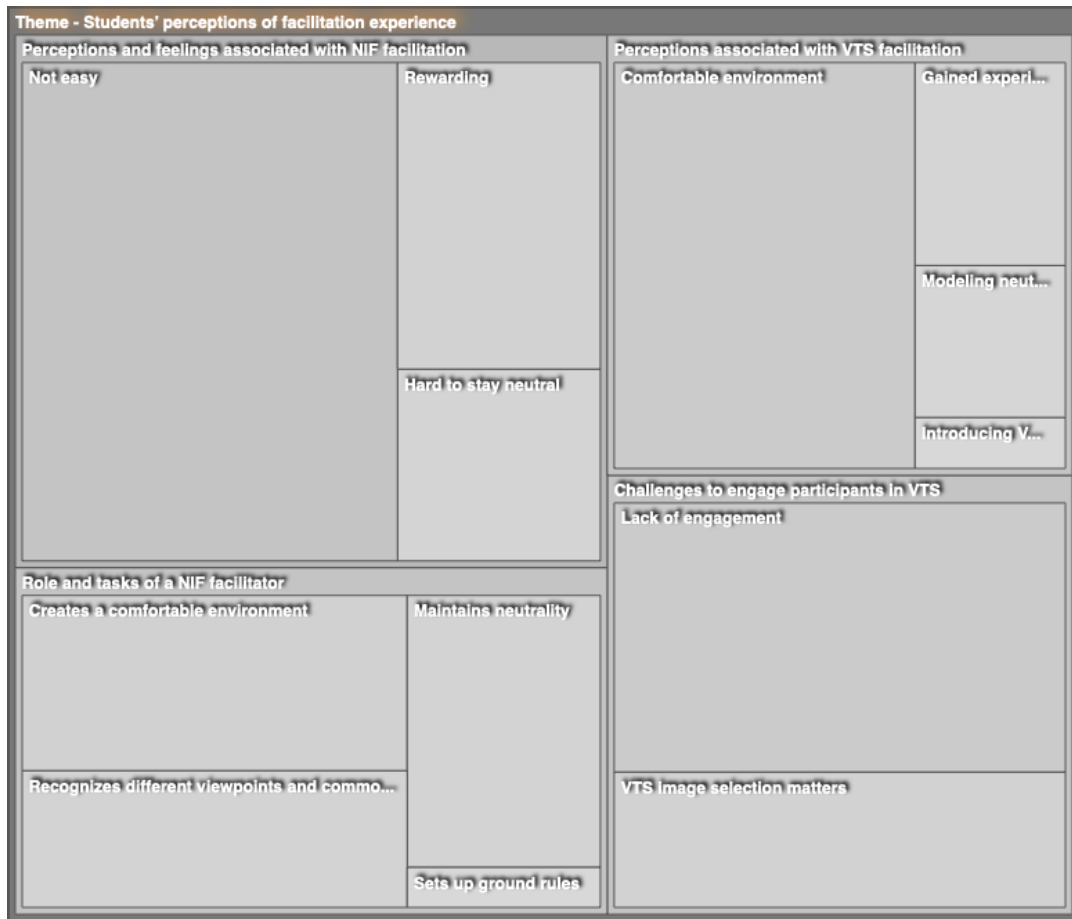 Theme - Students' perceptions of facilitation experience
Perceptions and feelings associated with NIF facilitation
Not easy
Rewarding
Hard to stay neutral
Perceptions associated with VTS facilitation
Comfortable environment
Gained experi...
Modeling neut...
Introducing V...
Role and tasks of a NIF facilitator
Creates a comfortable environment
Maintains neutrality
Recognizes different viewpoints and commo...
Sets up ground rules
Challenges to engage participants in VTS
Lack of engagement
VTS image selection matters